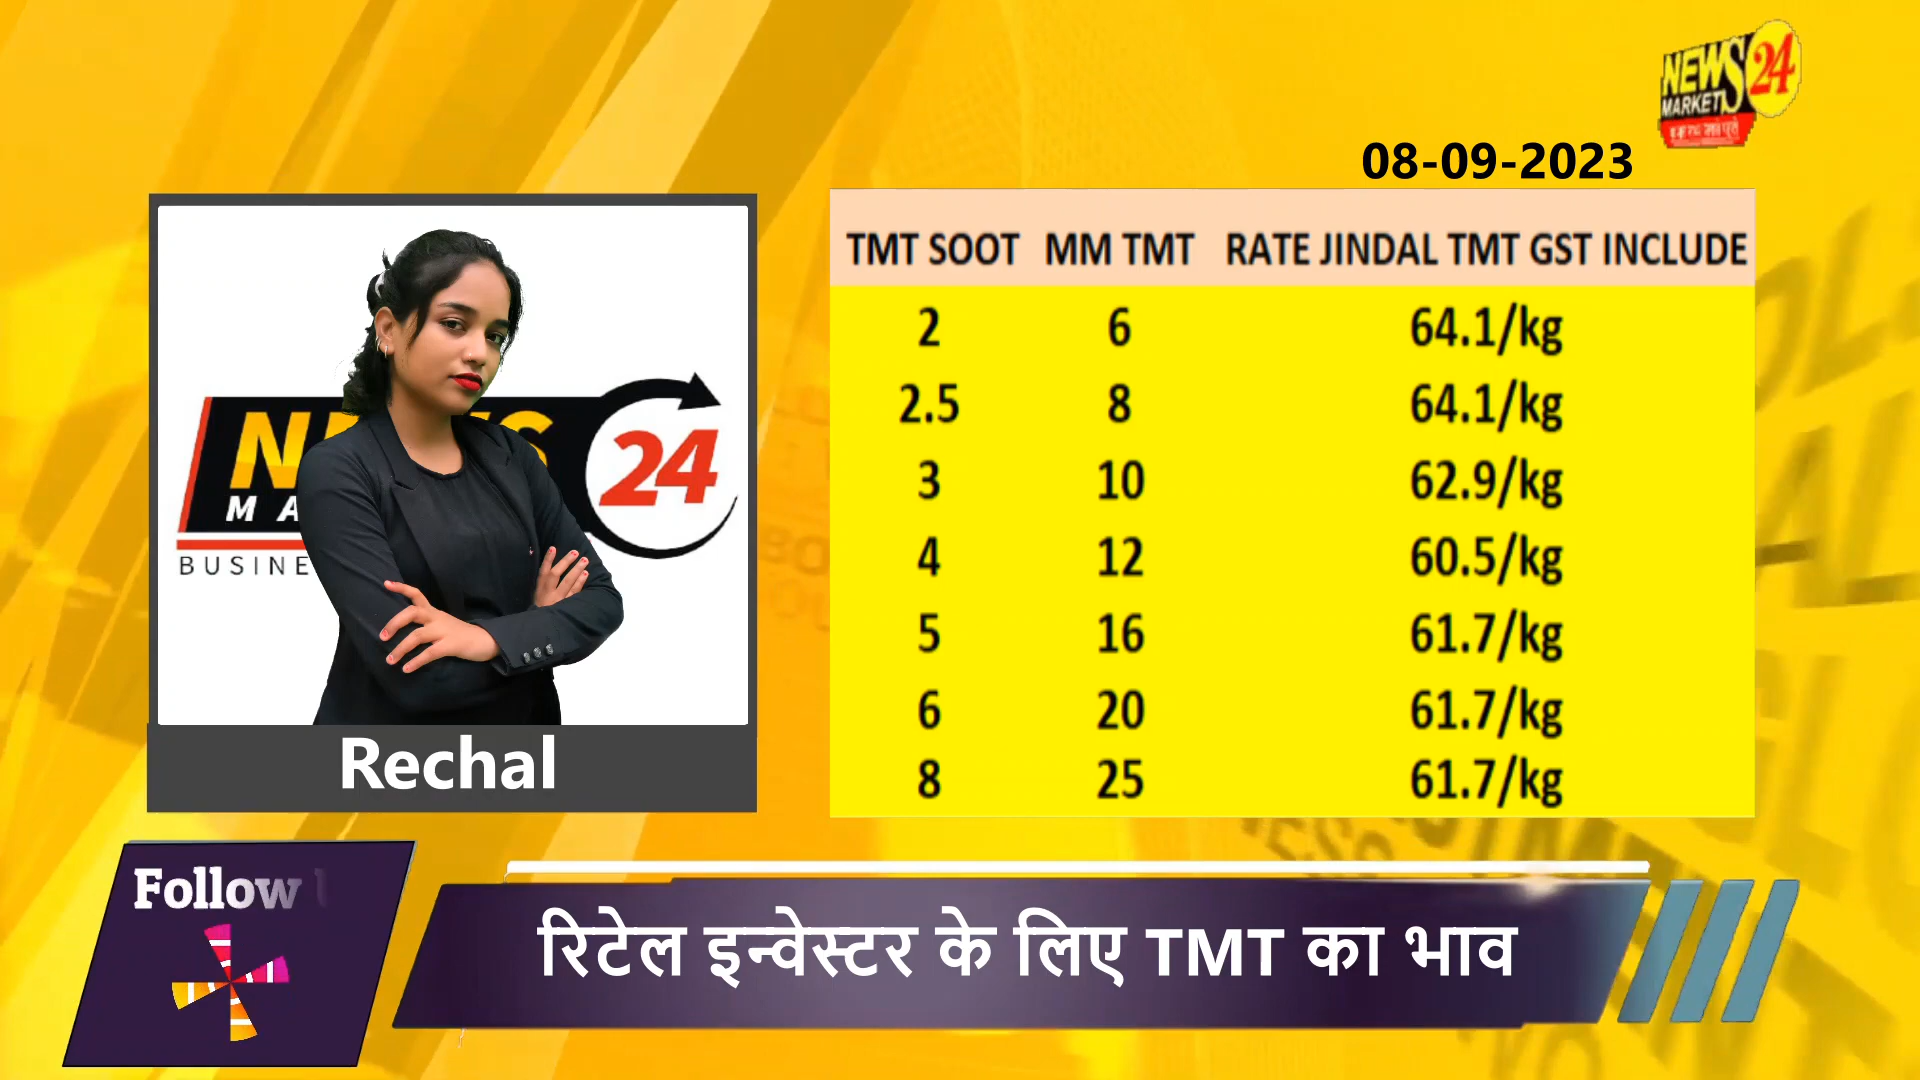 NEWS 24
MARKETS
08-09-2023
TMT SOOT MM TMT RATE JINDAL TMT GST INCLUDE
2 6 64.1/kg
2.5 8 64.1/kg
3 10 62.9/kg
4 12 60.5/kg
5 16 61.7/kg
6 20 61.7/kg
8 25 61.7/kg
24
BUSINE
Rechal
Follow
रिटेल इन्वेस्टर के लिए TMT का भाव